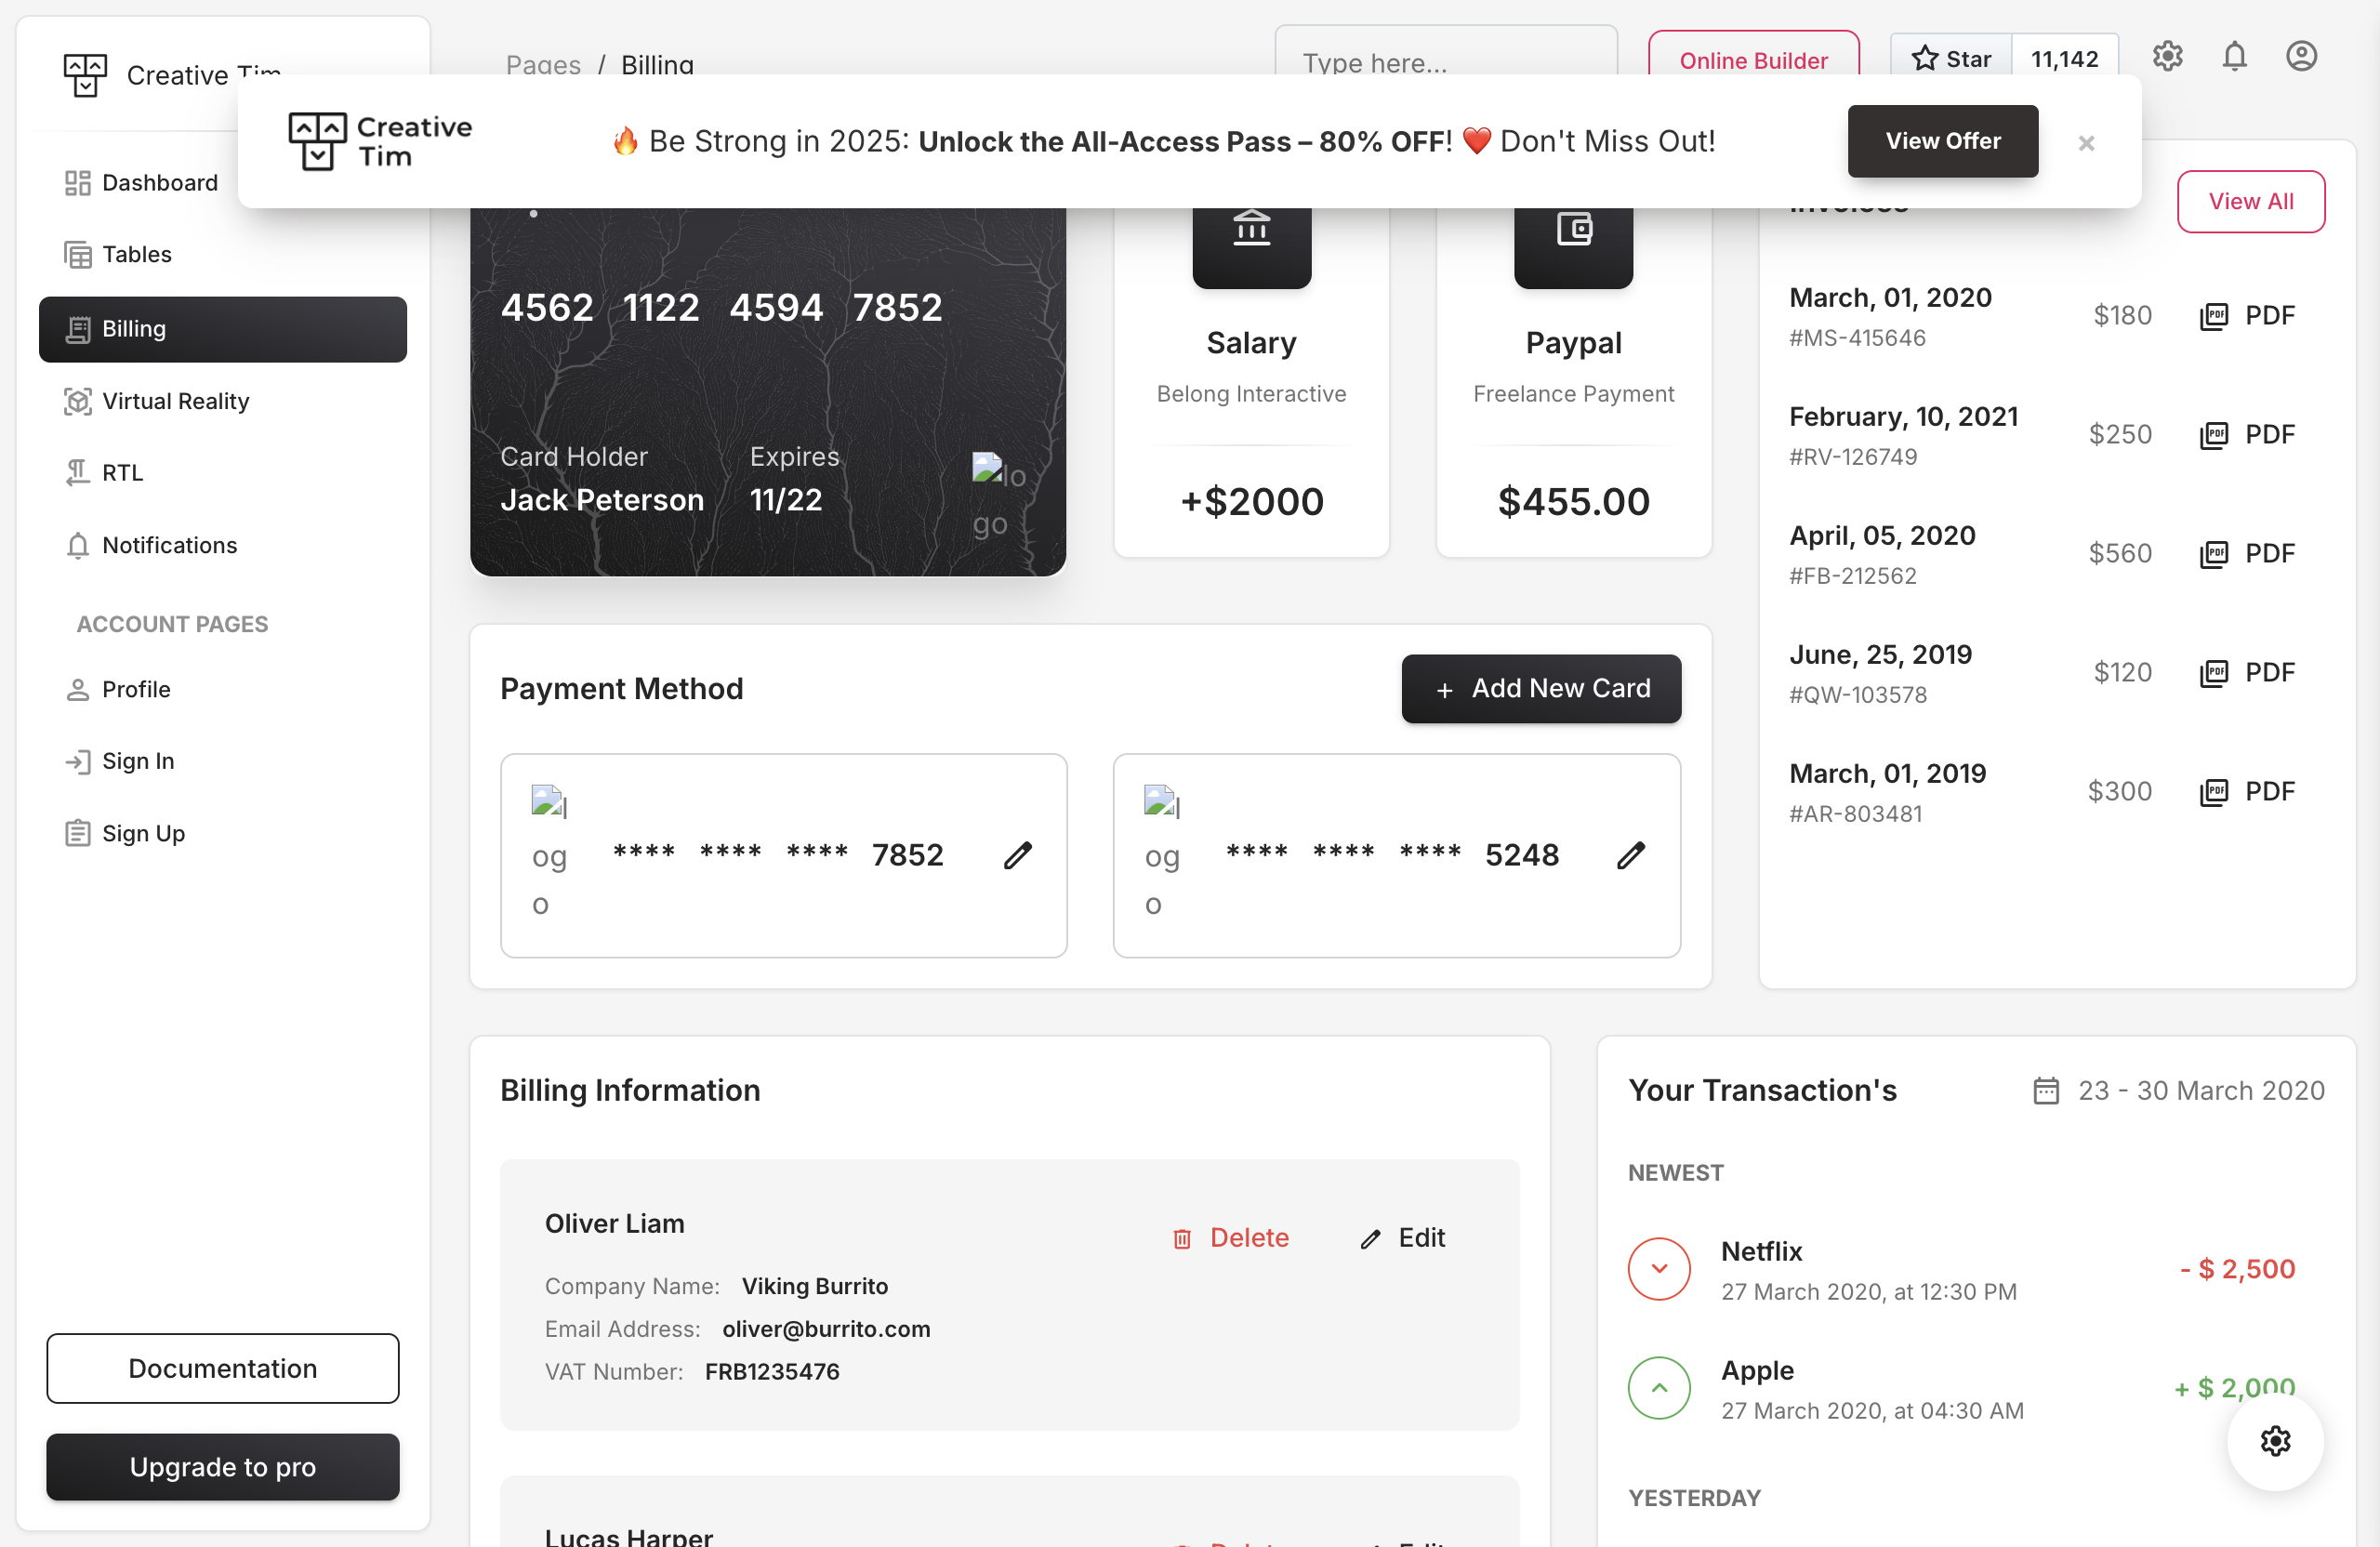 Creative Tim
Dashboard
Tables
Billing
Virtual Reality
RTL
Notifications
ACCOUNT PAGES
Profile
Sign In
Sign Up
Documentation
Upgrade to pro
Pages / Billing
Type here...
Online Builder
Star 11,142
Creative
Tim
🔥 Be Strong in 2025: Unlock the All-Access Pass – 80% OFF! ❤️ Don't Miss Out!
View Offer
×
4562 1122 4594 7852
Card Holder
Jack Peterson
Expires
11/22
lo
go
Salary
Belong Interactive
+$2000
Paypal
Freelance Payment
$455.00
Invoices
View All
March, 01, 2020
#MS-415646
$180
PDF
February, 10, 2021
#RV-126749
$250
PDF
April, 05, 2020
#FB-212562
$560
PDF
June, 25, 2019
#QW-103578
$120
PDF
March, 01, 2019
#AR-803481
$300
PDF
Payment Method
+ Add New Card
l
og
o
**** **** **** 7852
l
og
o
**** **** **** 5248
Billing Information
Oliver Liam
Delete
Edit
Company Name: Viking Burrito
Email Address: oliver@burrito.com
VAT Number: FRB1235476
Lucas Harper
Delete
Edit
Your Transaction's
23 - 30 March 2020
NEWEST
Netflix
27 March 2020, at 12:30 PM
- $ 2,500
Apple
27 March 2020, at 04:30 AM
+ $ 2,000
YESTERDAY